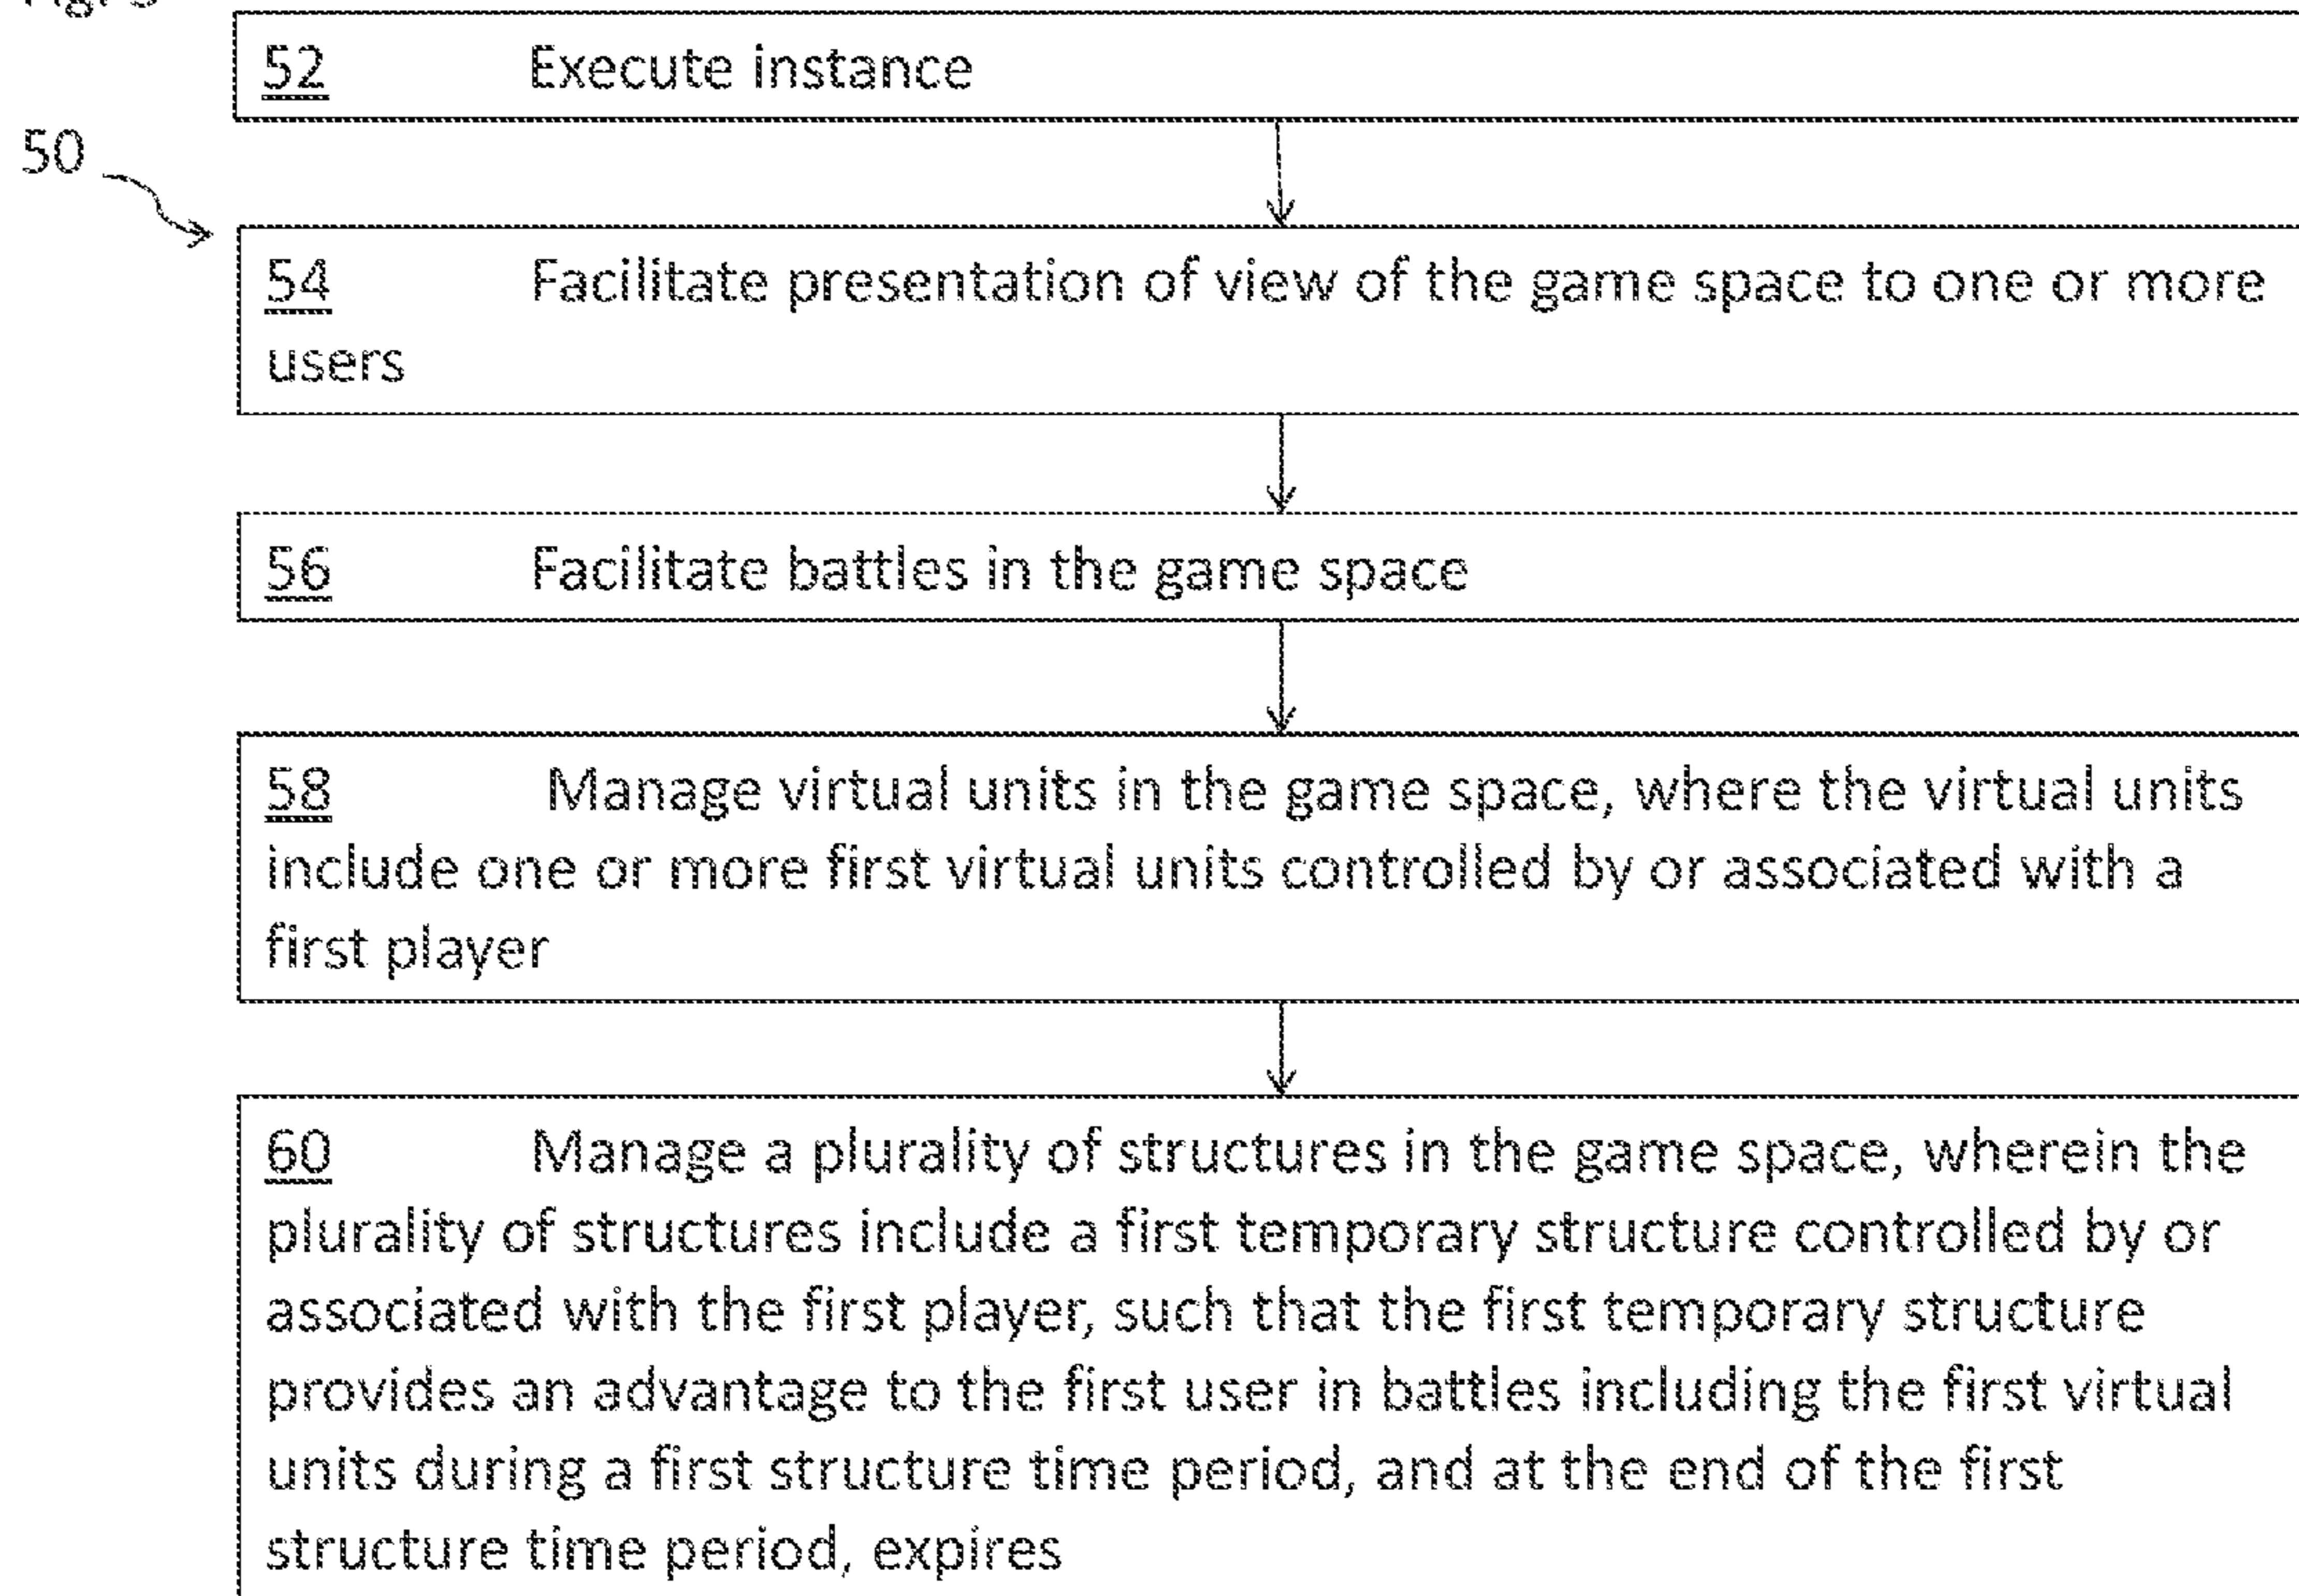 52 Execute instance
50
54 Facilitate presentation of view of the game space to one or more
users
56 Facilitate battles in the game space
58 Manage virtual units in the game space, where the virtual units
include one or more first virtual units controlled by or associated with a
first player
60 Manage a plurality of structures in the game space, wherein the
plurality of structures include a first temporary structure controlled by or
associated with the first player, such that the first temporary structure
provides an advantage to the first user in battles including the first virtual
units during a first structure time period, and at the end of the first
structure time period, expires